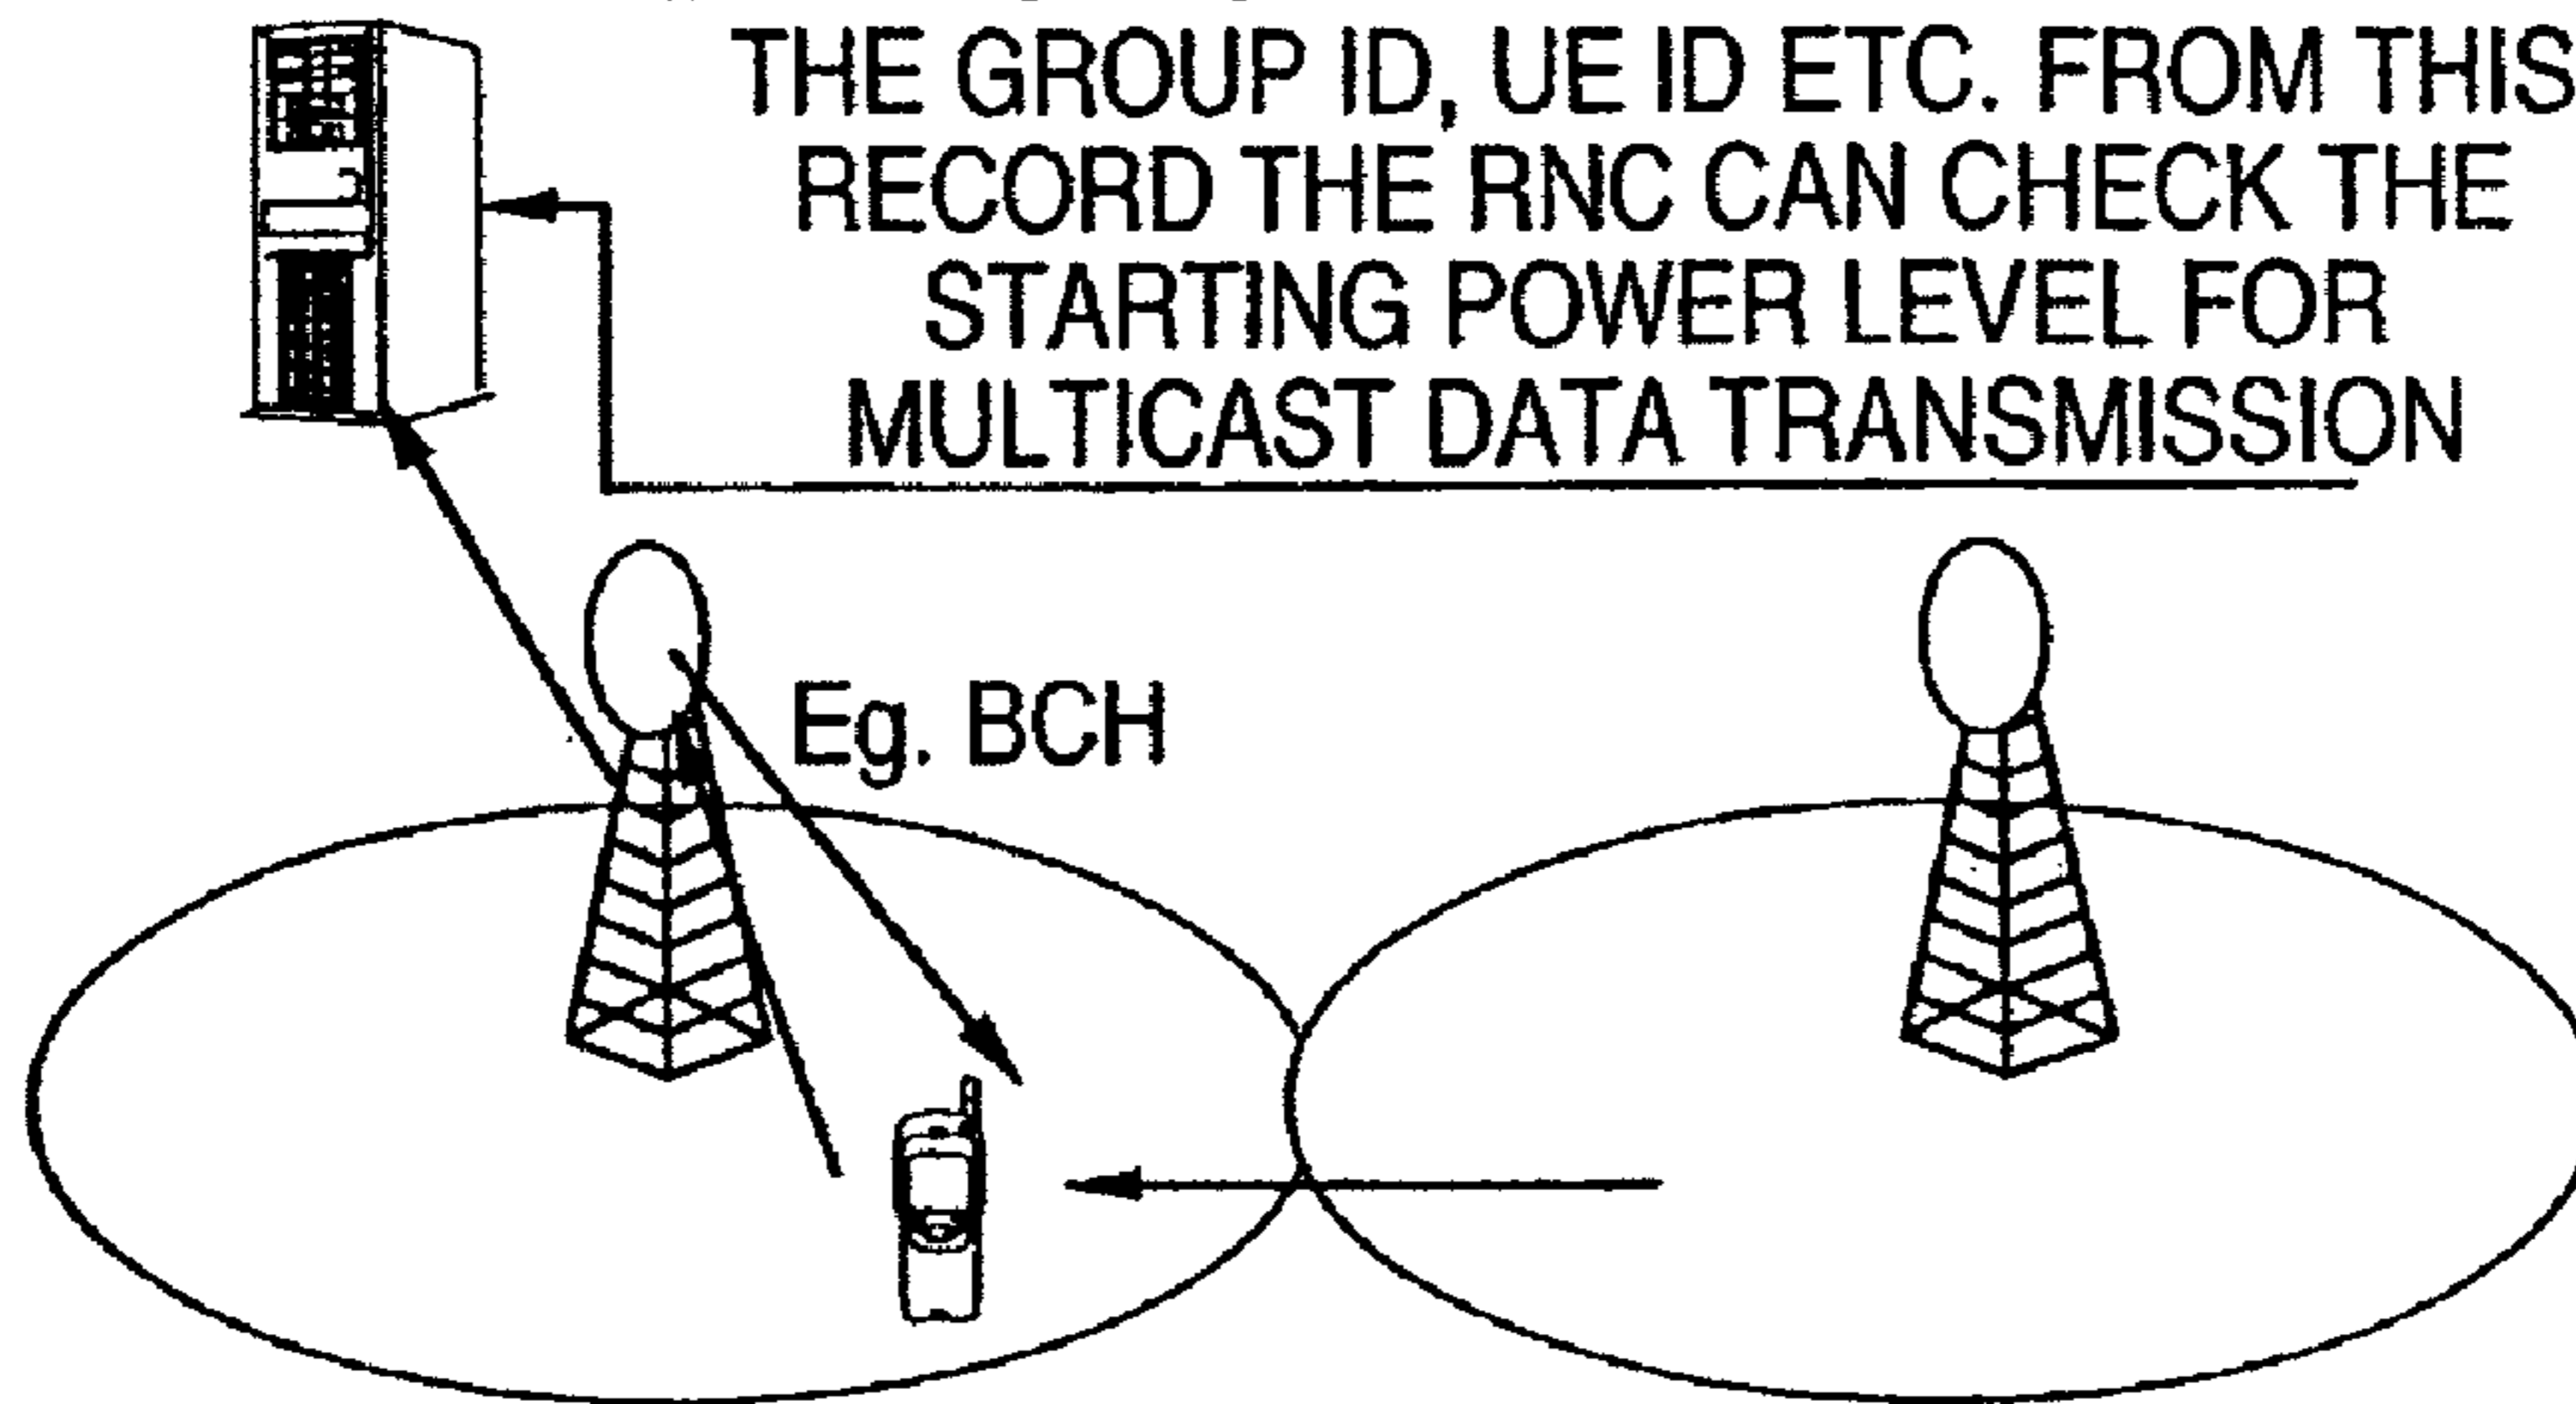 THE GROUP ID, UE ID ETC. FROM THIS
RECORD THE RNC CAN CHECK THE
STARTING POWER LEVEL FOR
MULTICAST DATA TRANSMISSION
Eg. BCH